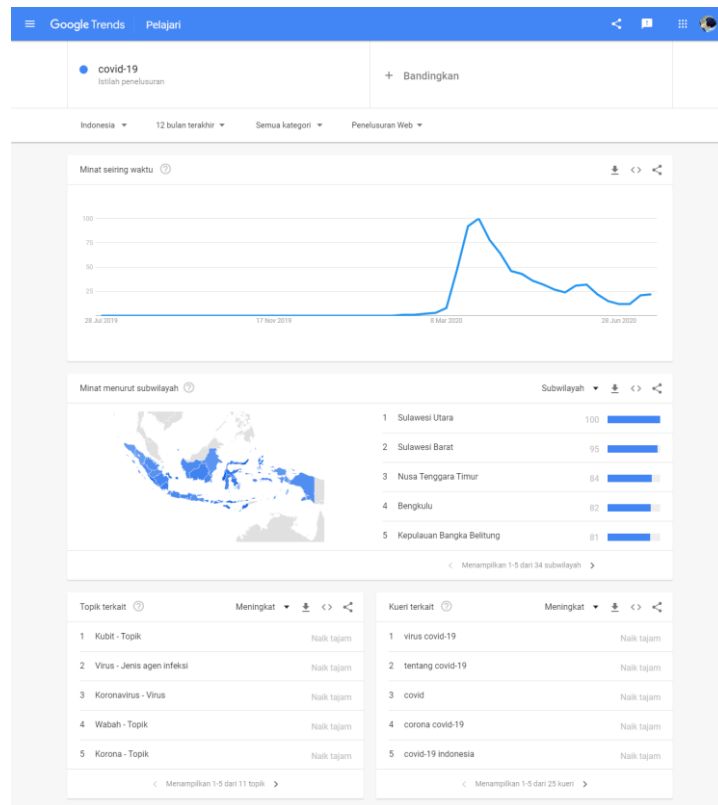 Google Trends Pelajari
covid-19
Istilah penelusuran
+ Bandingkan
Indonesia 12 bulan terakhir Semua kategori Penelusuran Web
Minat seiring waktu
100
75
50
25
28 Jul 2019 17 Nov 2019 8 Mar 2020 28 Jun 2020
Minat menurut subwilayah
Subwilayah
1 Sulawesi Utara 100
2 Sulawesi Barat 95
3 Nusa Tenggara Timur 84
4 Bengkulu 82
5 Kepulauan Bangka Belitung 81
Menampilkan 1-5 dari 34 subwilayah
Topik terkait Meningkat
1 Kubit - Topik Naik tajam
2 Virus - Jenis agen infeksi Naik tajam
3 Koronavirus - Virus Naik tajam
4 Wabah - Topik Naik tajam
5 Korona - Topik Naik tajam
Menampilkan 1-5 dari 11 topik
Kueri terkait Meningkat
1 virus covid-19 Naik tajam
2 tentang covid-19 Naik tajam
3 covid Naik tajam
4 corona covid-19 Naik tajam
5 covid-19 indonesia Naik tajam
Menampilkan 1-5 dari 25 kueri